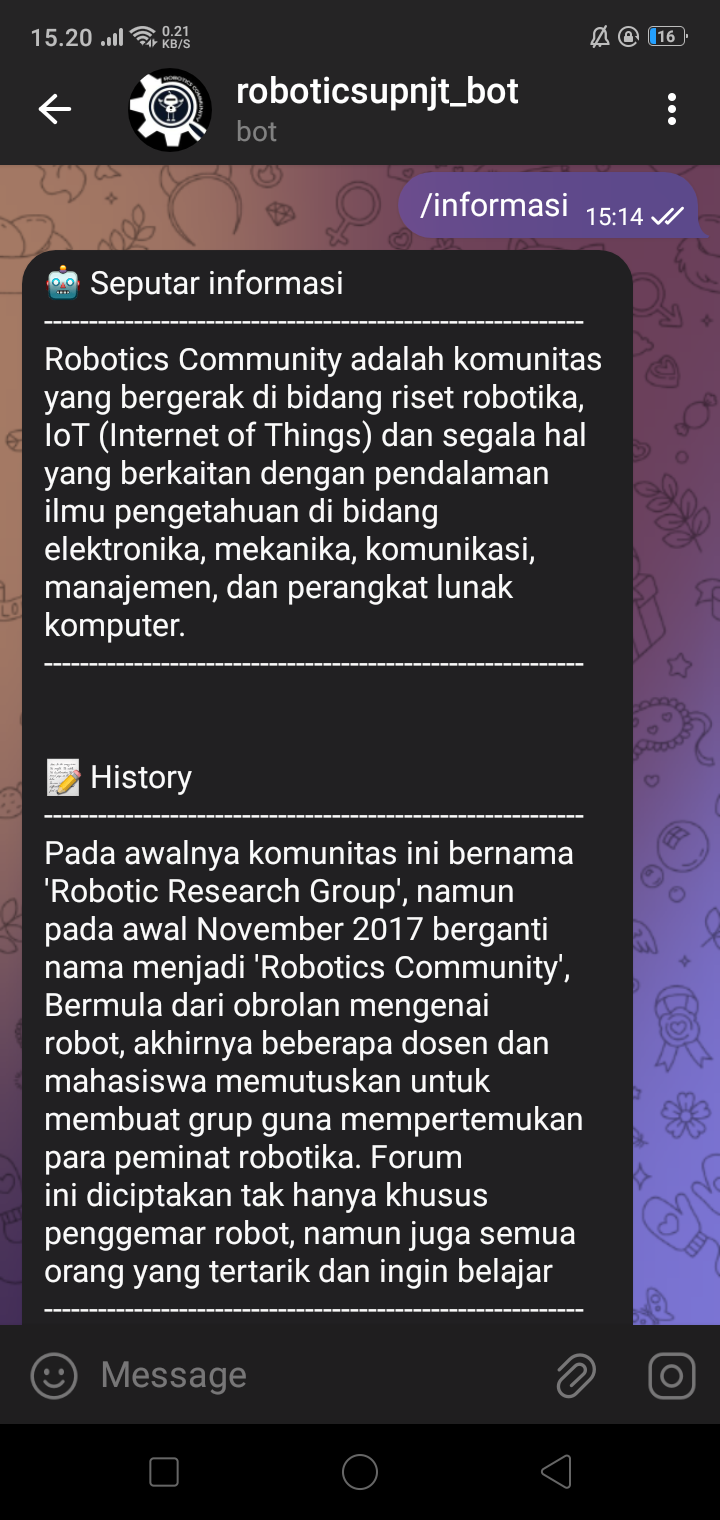 15.20
0.21
KB/S
16
roboticsupnjt_bot
bot
/informasi 15:14
Seputar informasi
------------------------------------------------------------
Robotics Community adalah komunitas
yang bergerak di bidang riset robotika,
IoT (Internet of Things) dan segala hal
yang berkaitan dengan pendalaman
ilmu pengetahuan di bidang
elektronika, mekanika, komunikasi,
manajemen, dan perangkat lunak
komputer.
------------------------------------------------------------
History
------------------------------------------------------------
Pada awalnya komunitas ini bernama
'Robotic Research Group', namun
pada awal November 2017 berganti
nama menjadi 'Robotics Community',
Bermula dari obrolan mengenai
robot, akhirnya beberapa dosen dan
mahasiswa memutuskan untuk
membuat grup guna mempertemukan
para peminat robotika. Forum
ini diciptakan tak hanya khusus
penggemar robot, namun juga semua
orang yang tertarik dan ingin belajar
------------------------------------------------------------
Message